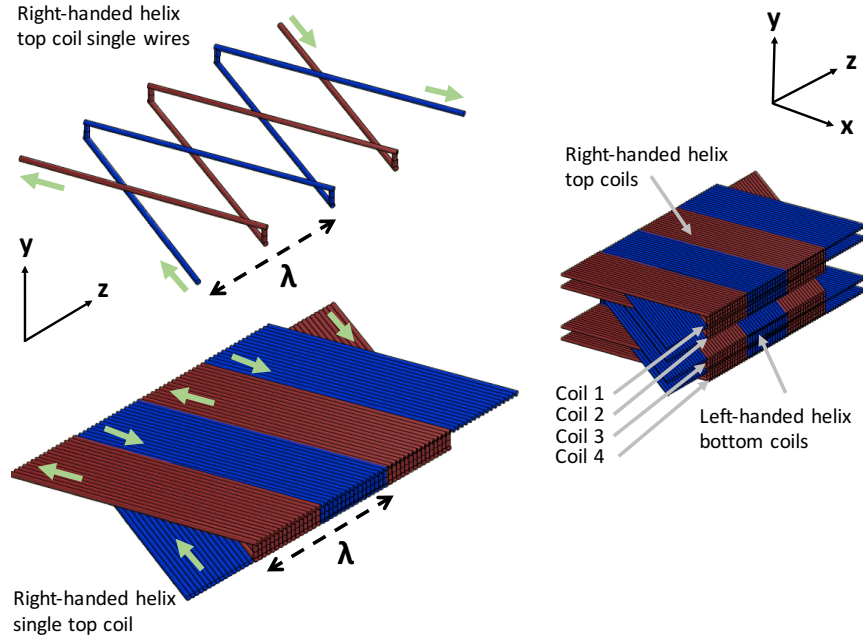 Right-handed helix
top coil single wires
λ
y
z
λ
Right-handed helix
single top coil
y
z
x
Right-handed helix
top coils
Coil 1
Coil 2
Coil 3
Coil 4
Left-handed helix
bottom coils